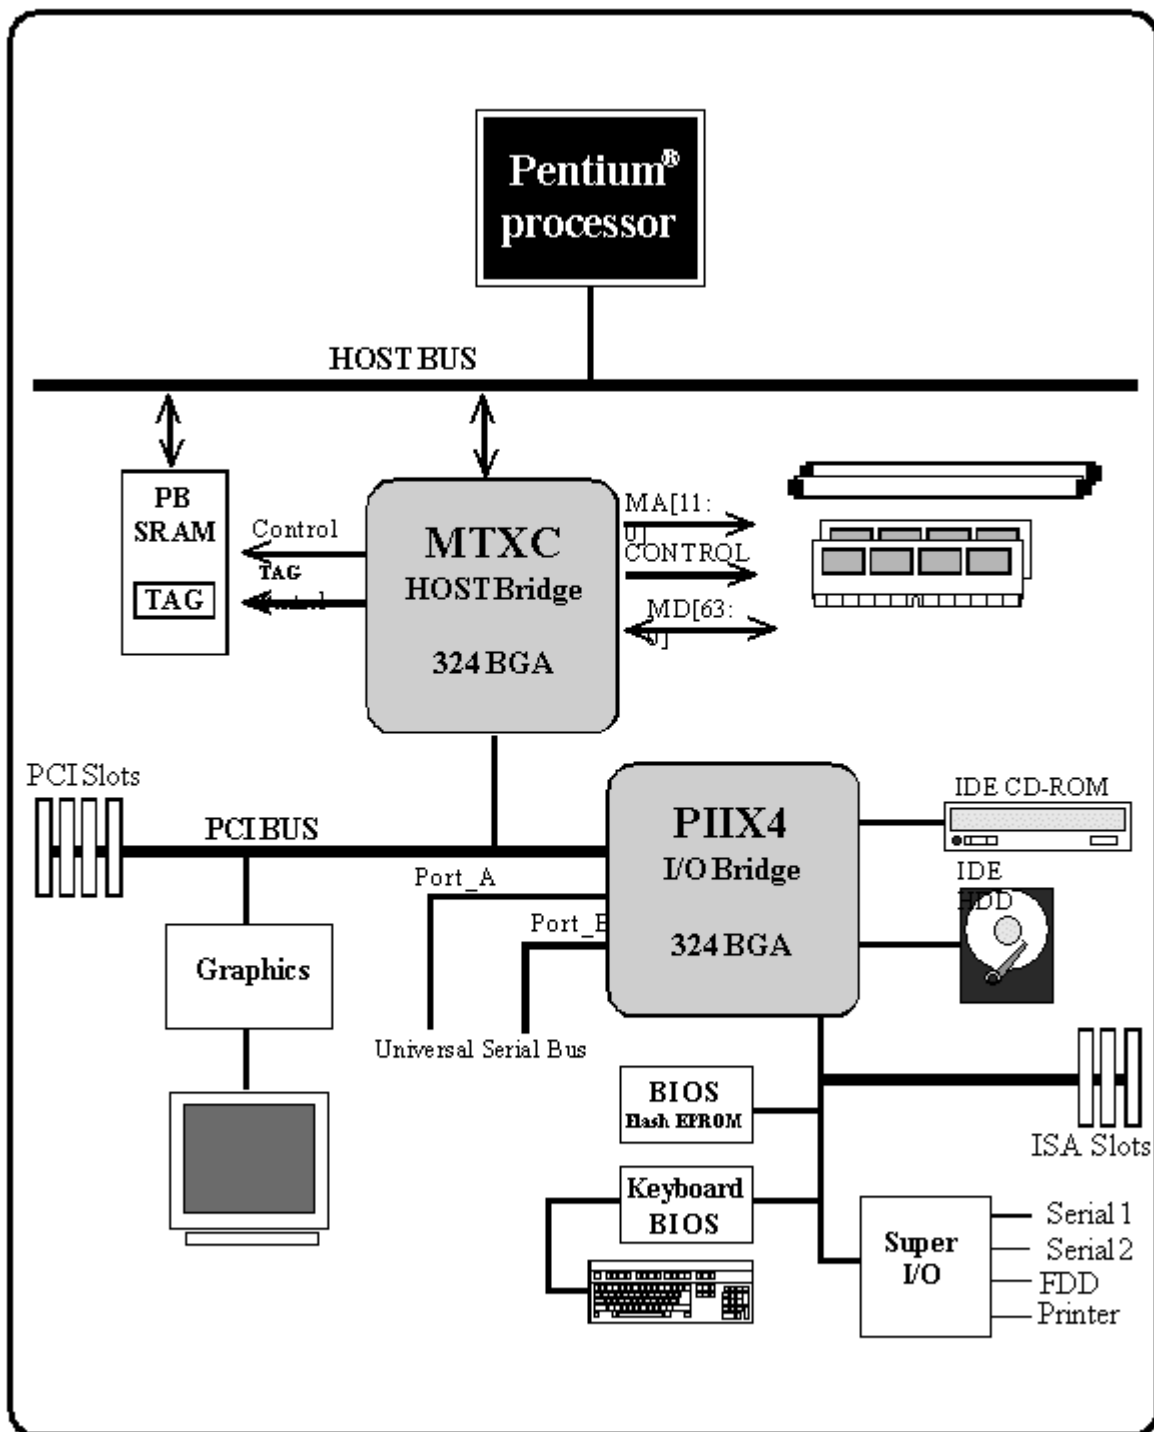 Pentium®
processor
HOST BUS
PB
SRAM
TAG
Control
TAG
Control
MTXC
HOST Bridge
324 BGA
MA[11:
0]
CONTROL
MD[63:
0]
PCI Slots
PCI BUS
PIIX4
I/O Bridge
324 BGA
IDE CD-ROM
IDE
HDD
Port_A
Port_B
Graphics
Universal Serial Bus
BIOS
Flash EPROM
ISA Slots
Keyboard
BIOS
Super
I/O
Serial 1
Serial 2
FDD
Printer